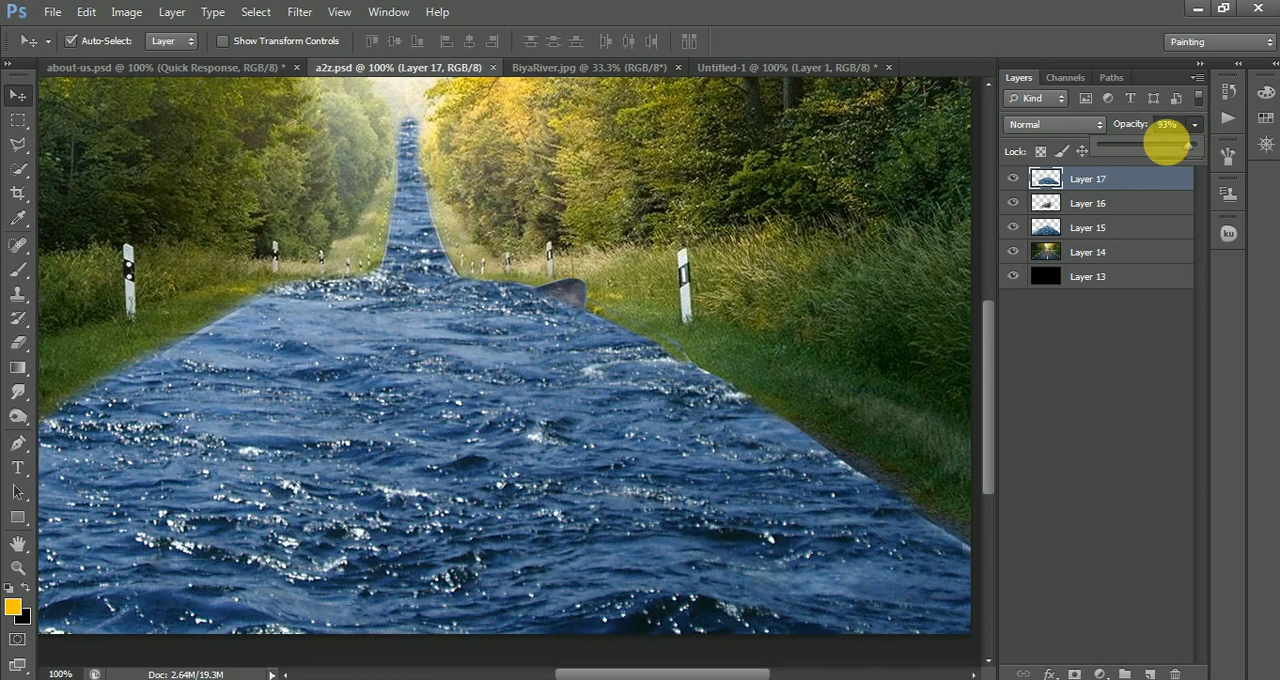 Ps File Edit Image Layer Type Select Filter View Window Help
Auto-Select: Layer Show Transform Controls Painting
about-us.psd @ 100% (Quick Response, RGB/8) * × a2z.psd @ 100% (Layer 17, RGB/8) × BiyaRiver.jpg @ 33.3% (RGB/8*) × Untitled-1 @ 100% (Layer 1, RGB/8) * ×
Layers Channels Paths
Kind
Normal Opacity: 93%
Lock:
Layer 17
Layer 16
Layer 15
Layer 14
Layer 13
ku
100% Doc: 2.64M/19.3M
fx